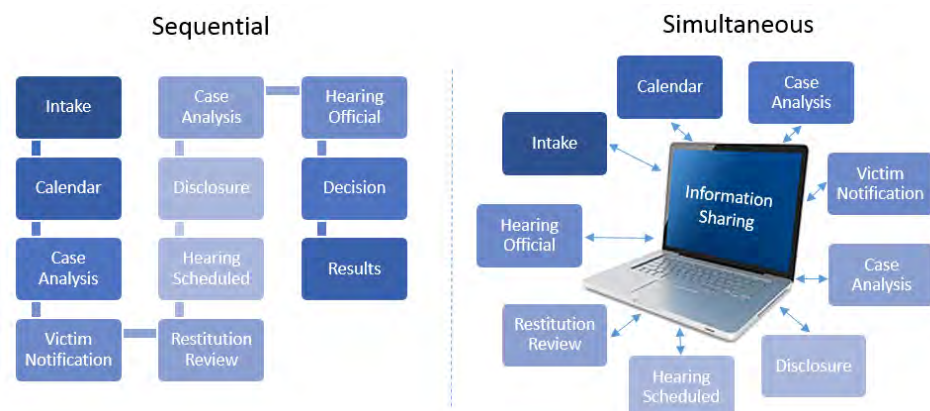 Sequential
Intake
Calendar
Case
Analysis
Victim
Notification
Restitution
Review
Hearing
Scheduled
Disclosure
Case
Analysis
Hearing
Official
Decision
Results
Simultaneous
Calendar
Case
Analysis
Intake
Victim
Notification
Information
Sharing
Hearing
Official
Case
Analysis
Restitution
Review
Hearing
Scheduled
Disclosure